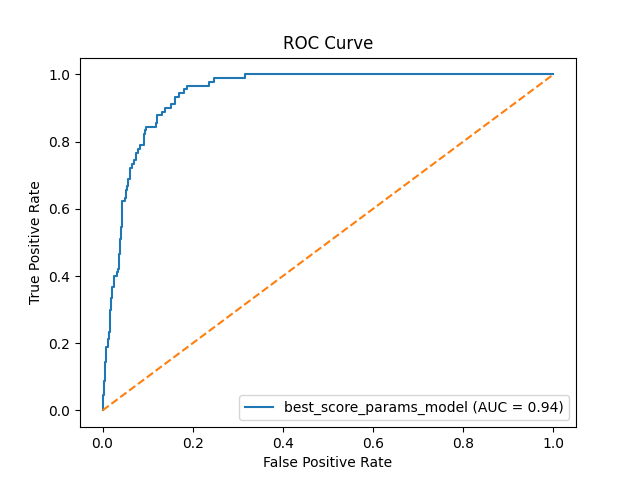 ROC Curve
1.0
0.8
0.6
0.4
0.2
0.0
True Positive Rate
best_score_params_model (AUC = 0.94)
0.0 0.2 0.4 0.6 0.8 1.0
False Positive Rate